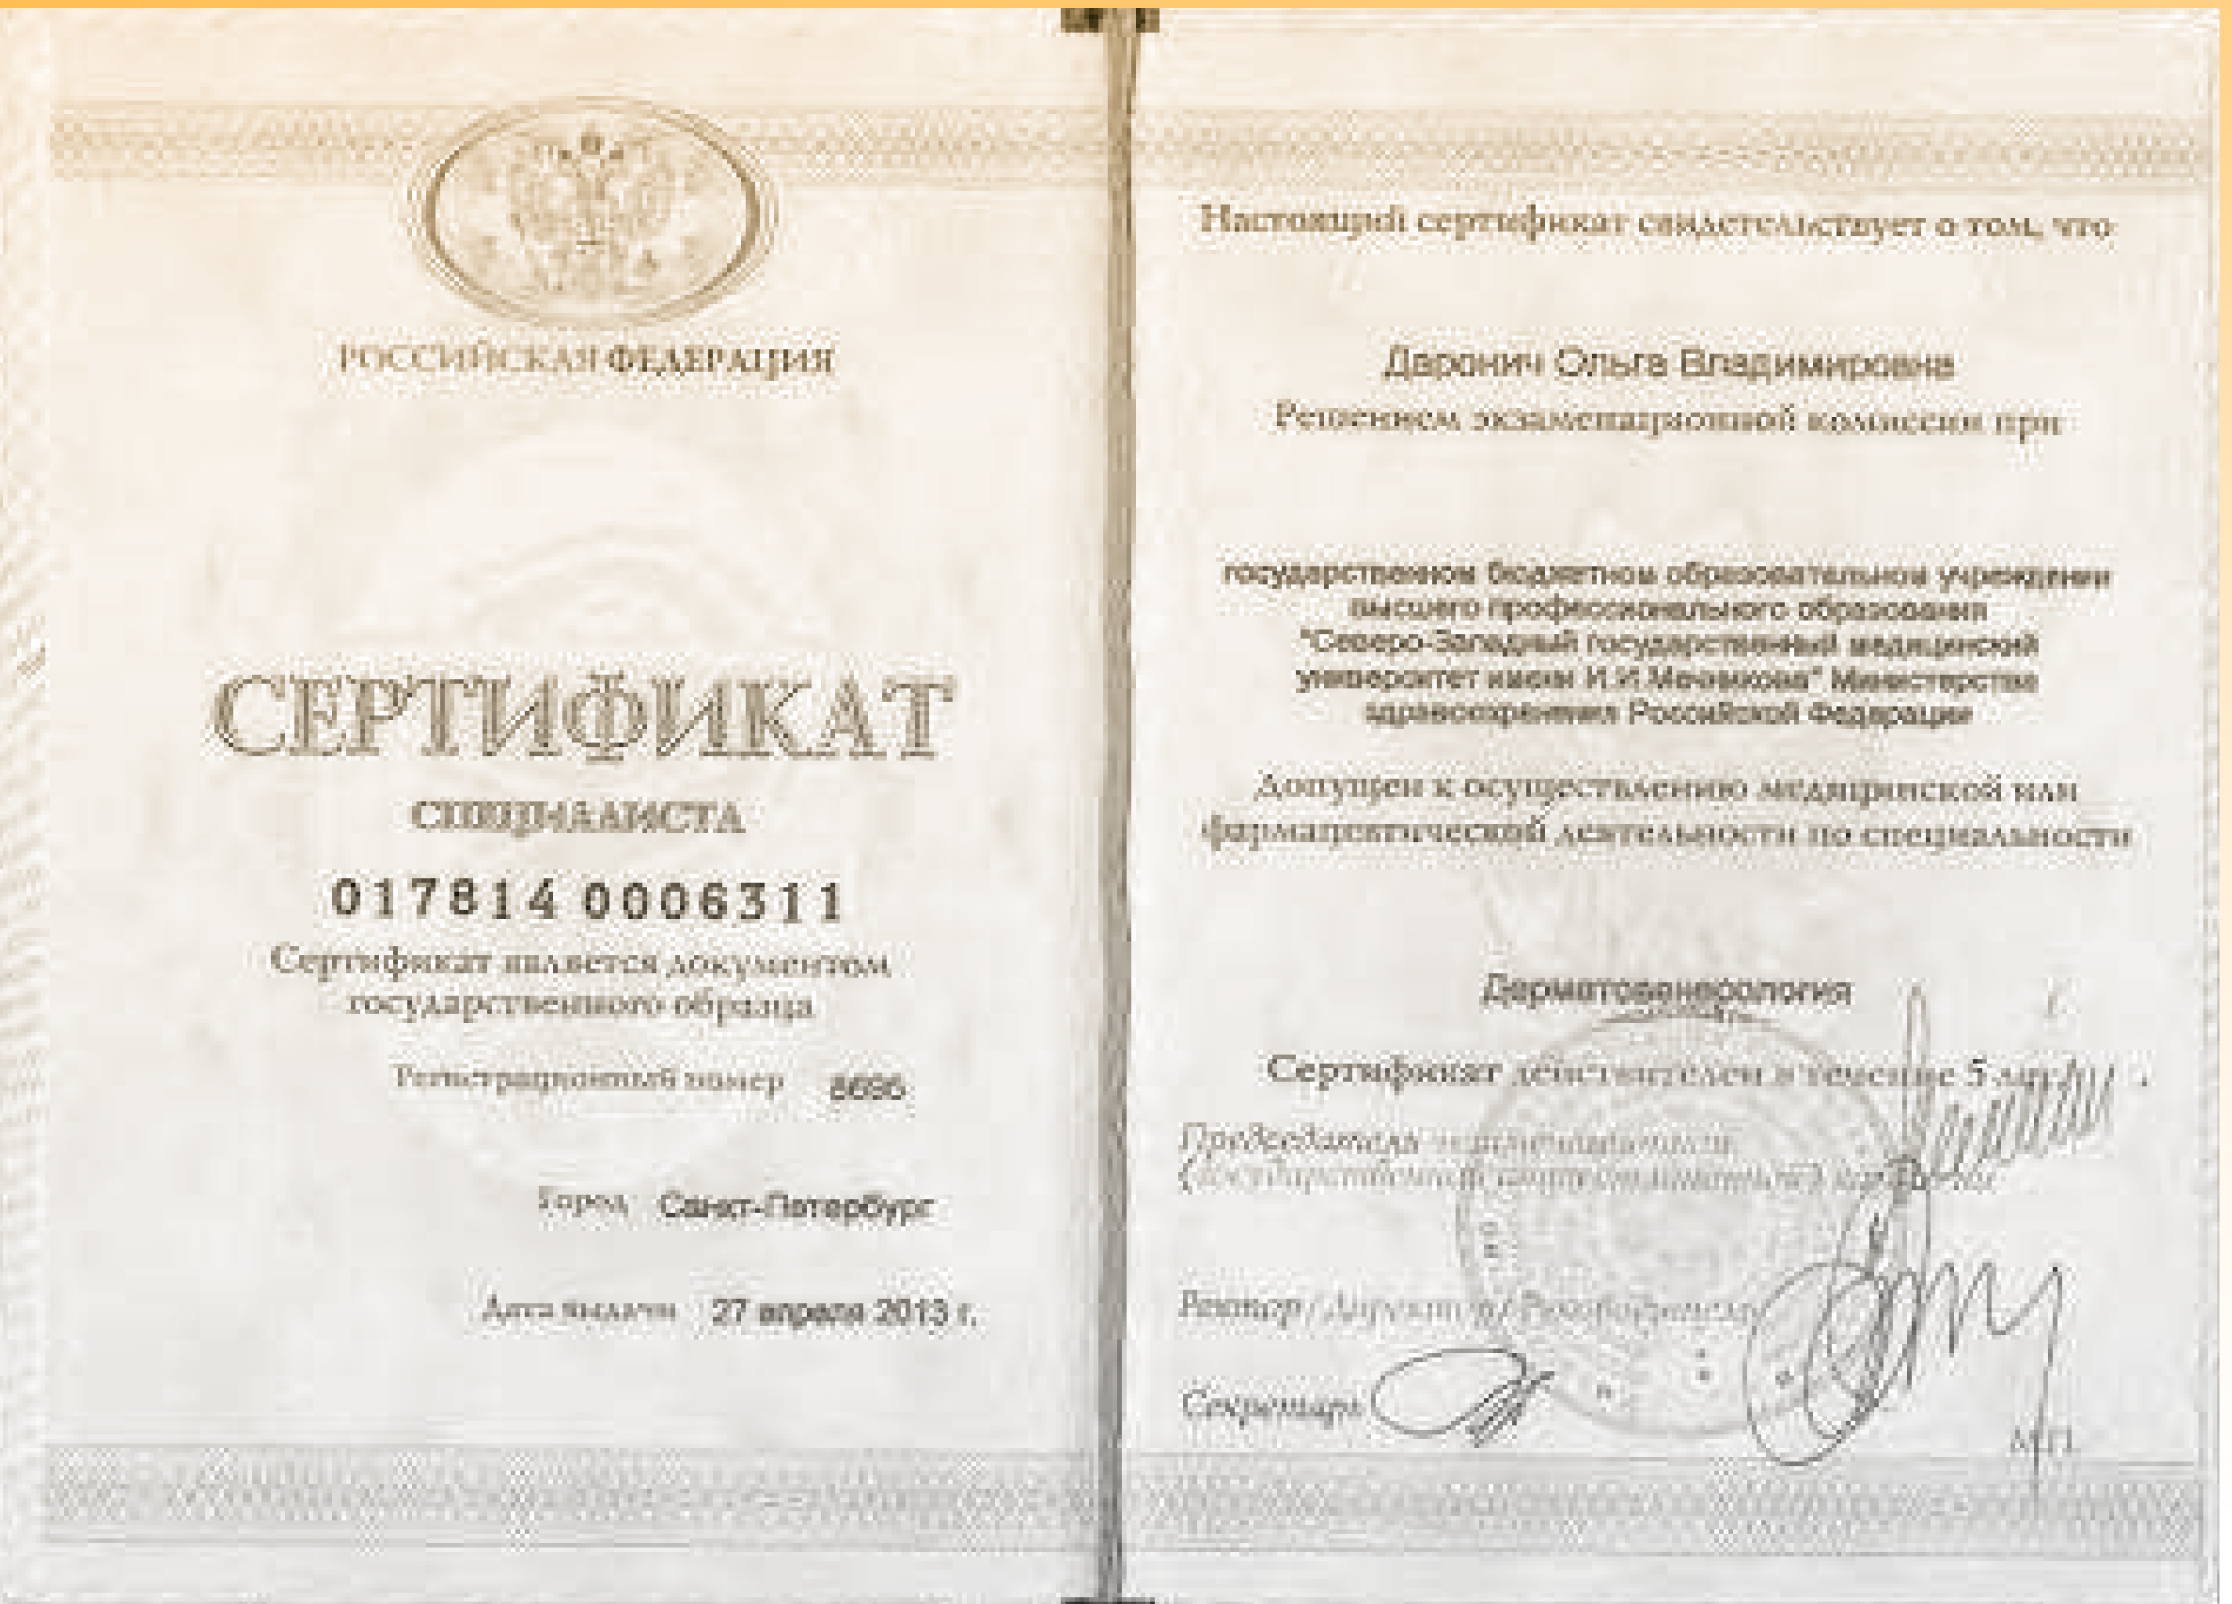 РОССИЙСКАЯ ФЕДЕРАЦИЯ
СЕРТИФИКАТ
СПЕЦИАЛИСТА
017814 0006311
Сертификат является документом
государственного образца
Регистрационный номер
Город Санкт-Петербург
Дата выдачи 27 апреля 2013 г.
Настоящий сертификат свидетельствует о том, что
Даронич Ольга Владимировна
Решением экзаменационной комиссии при
государственном бюджетном образовательном учреждении
высшего профессионального образования
"Северо-Западный государственный медицинский
университет имени И.И.Мечникова" Министерства
здравоохранения Российской Федерации
Допущен к осуществлению медицинской или
фармацевтической деятельности по специальности
Дерматовенерология
Сертификат действителен в течение 5 лет.
Председатель экзаменационной
(государственной аттестационной)
Ректор/Директор/Руководитель
Секретарь
М.П.